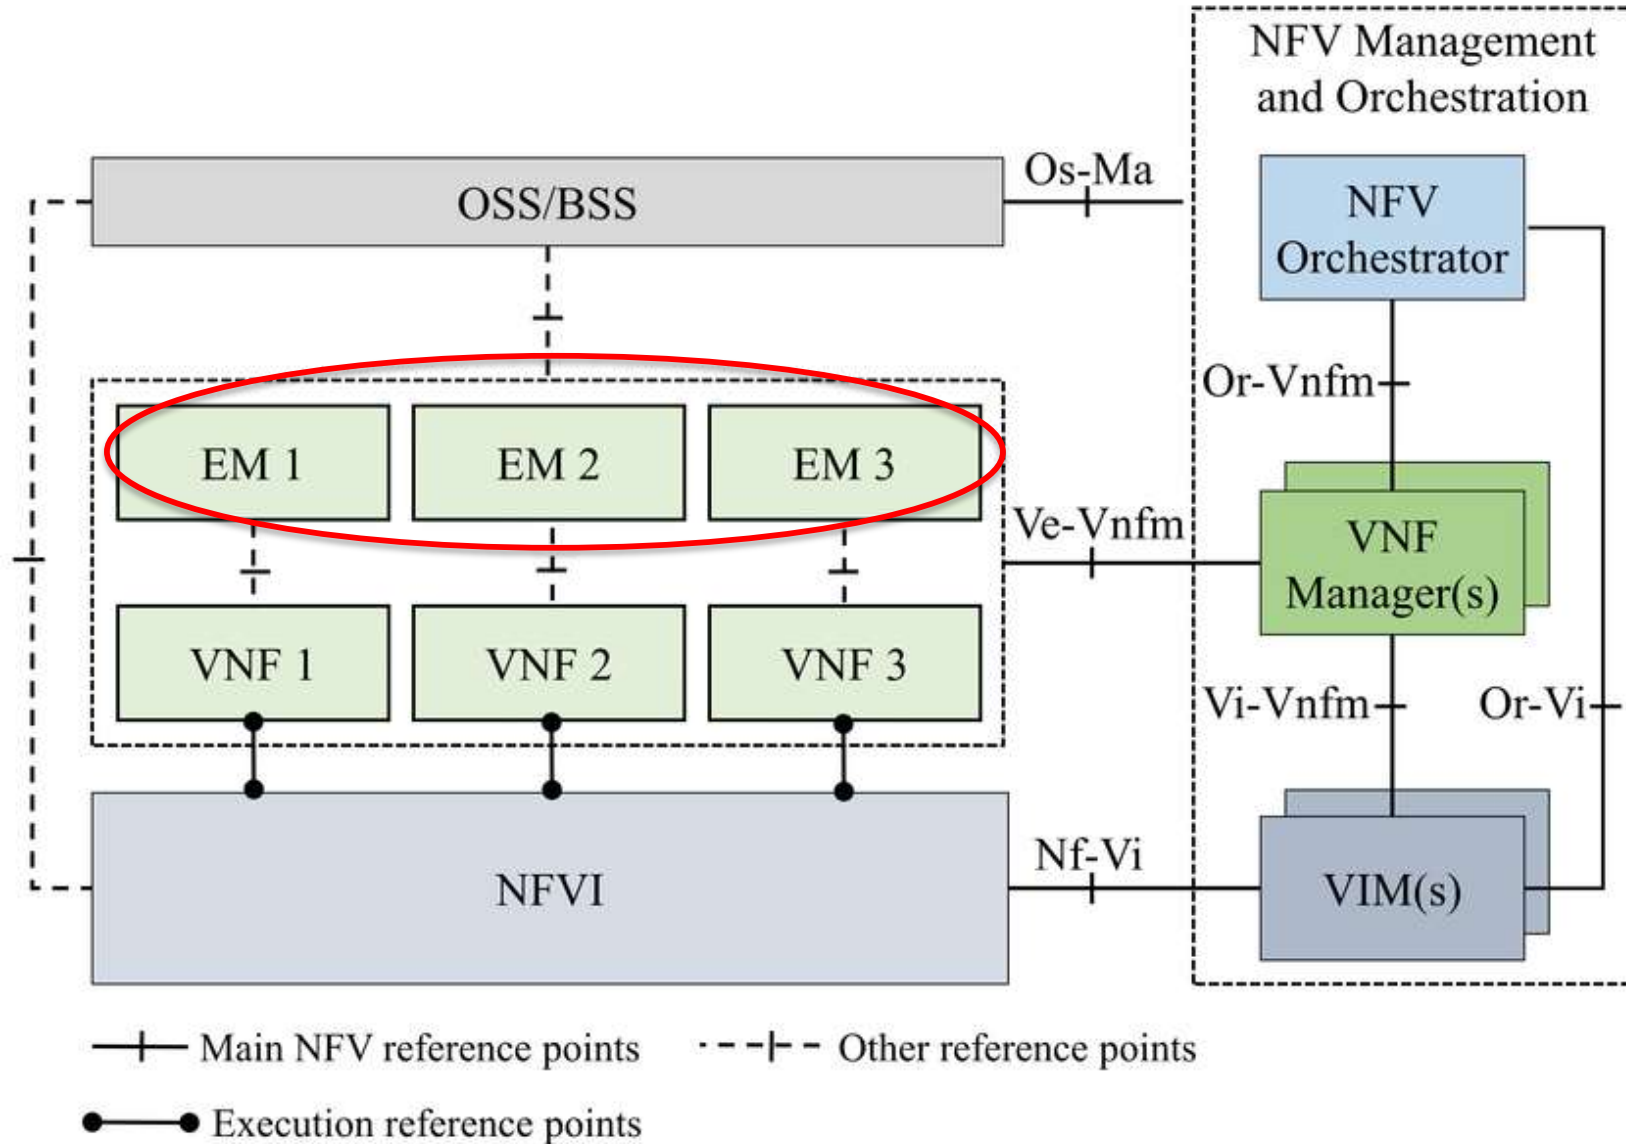 NFV Management
and Orchestration
OSS/BSS
Os-Ma
NFV
Orchestrator
Or-Vnfm
EM 1
EM 2
EM 3
Ve-Vnfm
VNF
Manager(s)
VNF 1
VNF 2
VNF 3
Vi-Vnfm
Or-Vi
NFVI
Nf-Vi
VIM(s)
Main NFV reference points
Other reference points
Execution reference points